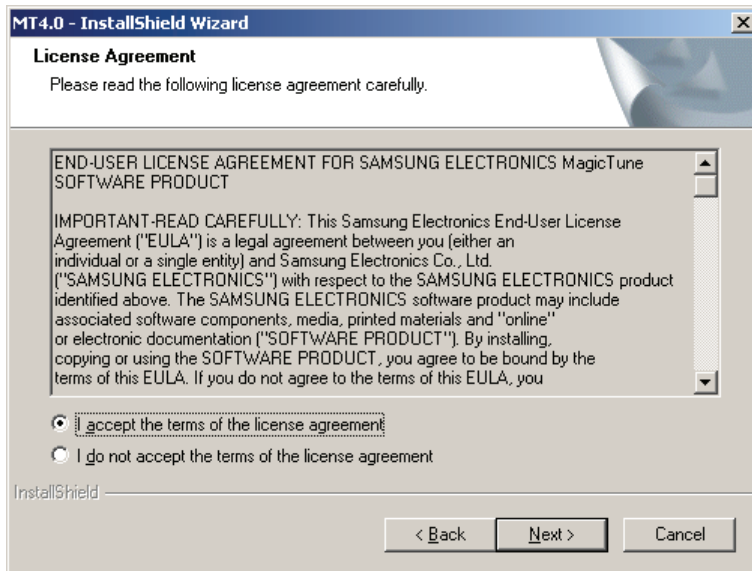 MT4.0 - InstallShield Wizard
License Agreement
Please read the following license agreement carefully.
END-USER LICENSE AGREEMENT FOR SAMSUNG ELECTRONICS MagicTune
SOFTWARE PRODUCT
IMPORTANT-READ CAREFULLY: This Samsung Electronics End-User License
Agreement ("EULA") is a legal agreement between you (either an
individual or a single entity) and Samsung Electronics Co., Ltd.
("SAMSUNG ELECTRONICS") with respect to the SAMSUNG ELECTRONICS product
identified above. The SAMSUNG ELECTRONICS software product may include
associated software components, media, printed materials and "online"
or electronic documentation ("SOFTWARE PRODUCT"). By installing,
copying or using the SOFTWARE PRODUCT, you agree to be bound by the
terms of this EULA. If you do not agree to the terms of this EULA, you
I accept the terms of the license agreement
I do not accept the terms of the license agreement
InstallShield
< Back
Next >
Cancel